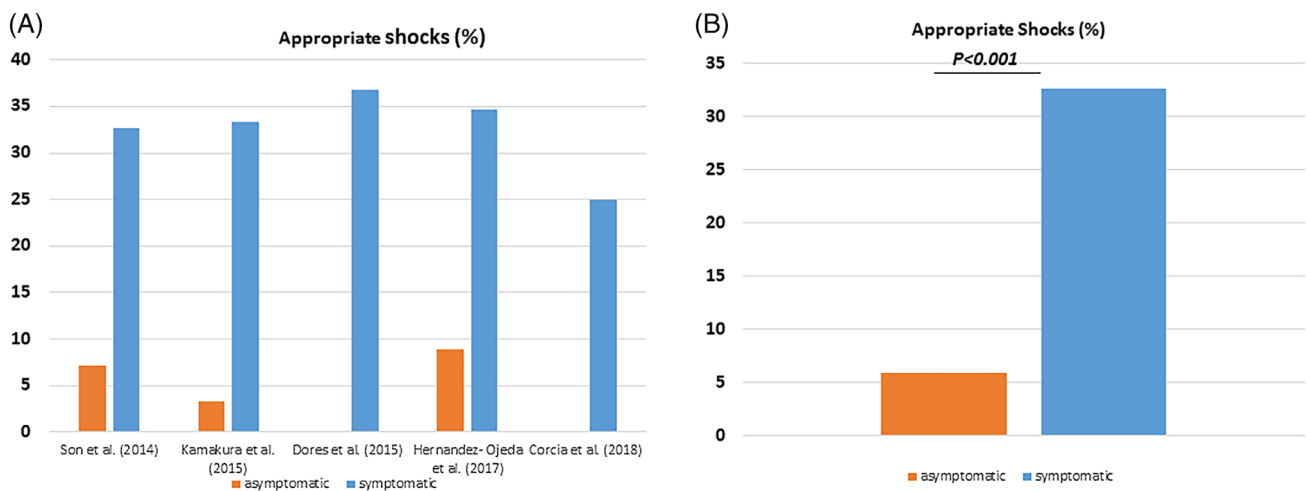 (A)
Appropriate shocks (%)
40
35
30
25
20
15
10
5
0
Son et al. (2014)
Kamakura et al.
(2015)
Dores et al. (2015)
Hernandez- Ojeda
et al. (2017)
Corcia et al. (2018)
asymptomatic
symptomatic
(B)
Appropriate Shocks (%)
P<0.001
35
30
25
20
15
10
5
0
asymptomatic
symptomatic